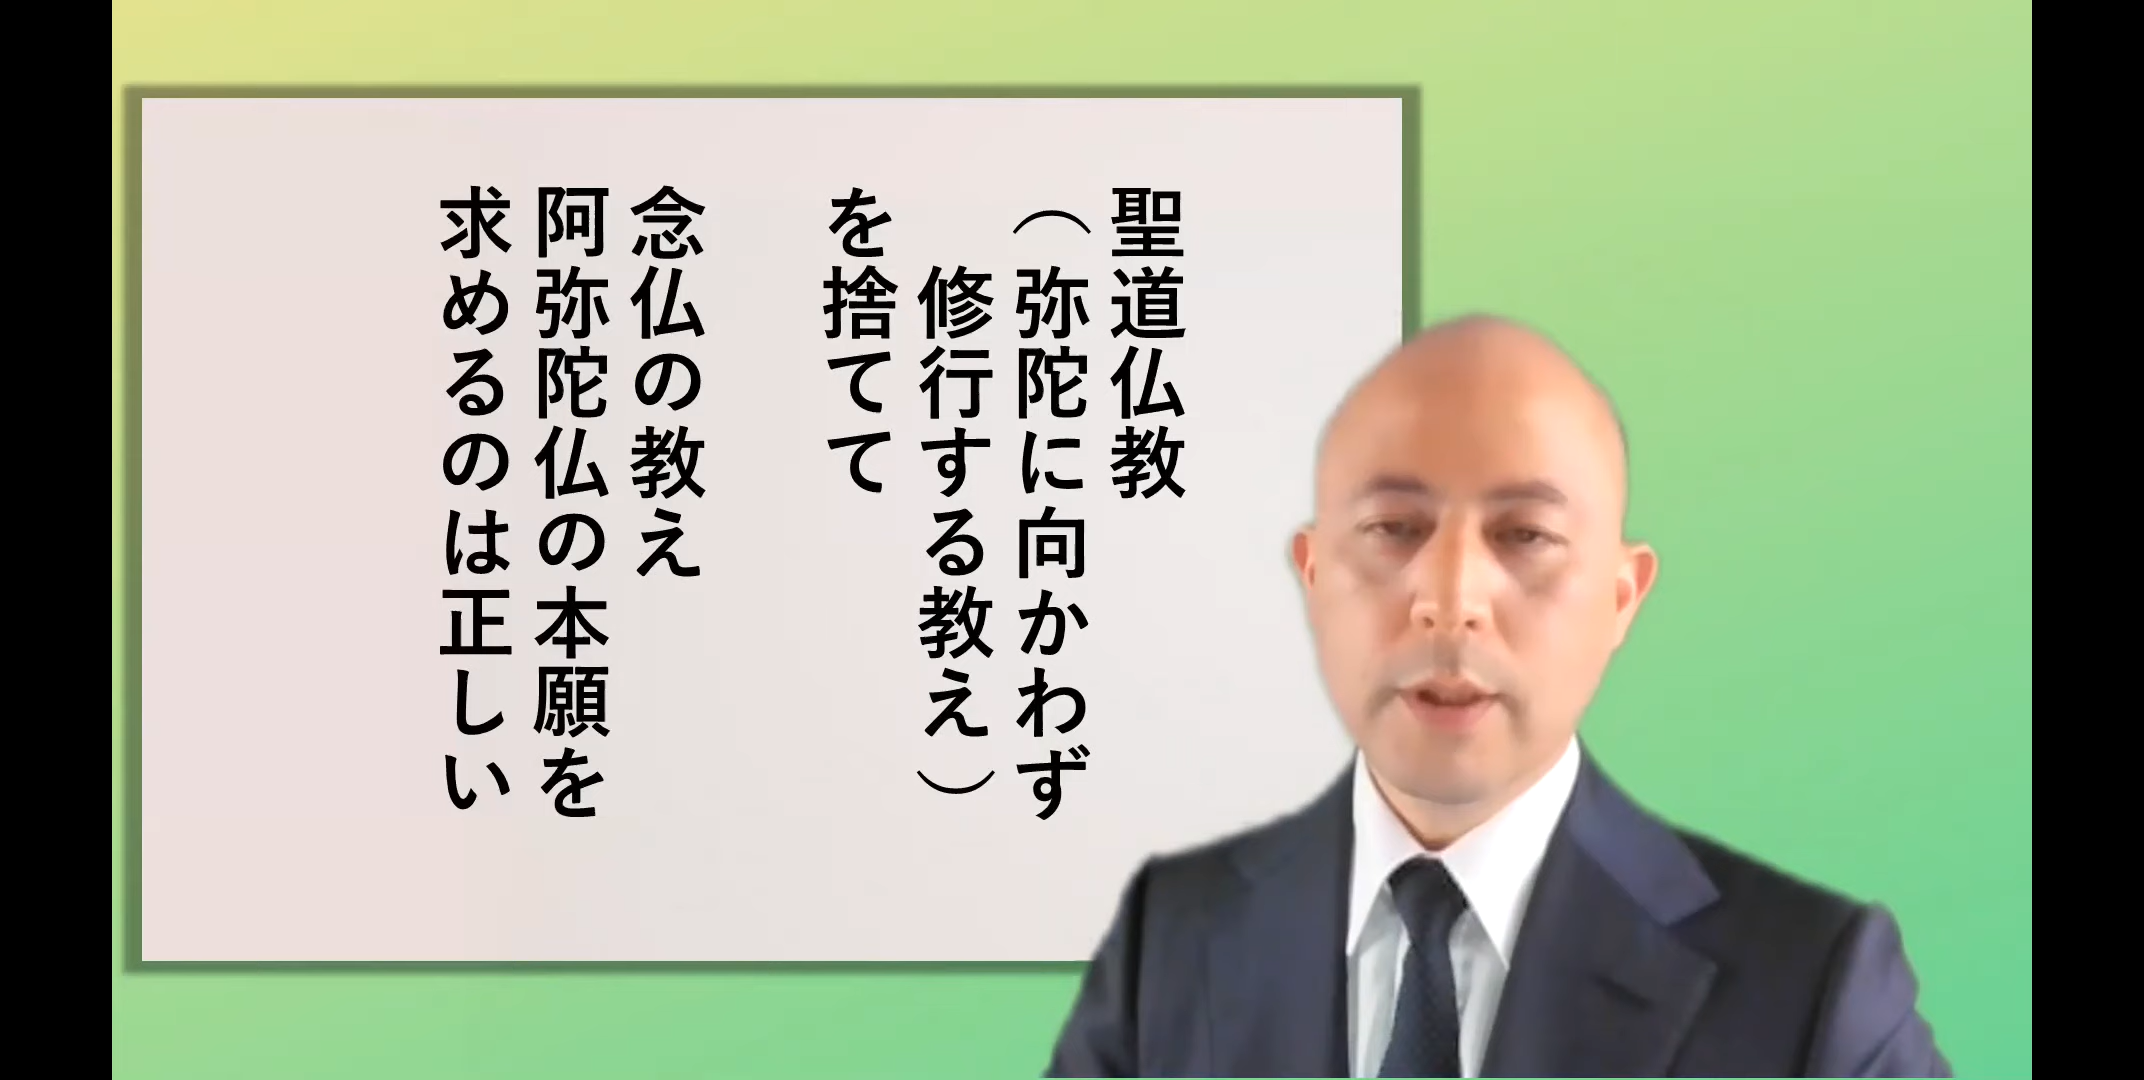 聖道仏教
（弥陀に向かわず
修行する教え）
を捨てて
念仏の教え
阿弥陀仏の本願を
求めるのは正しい